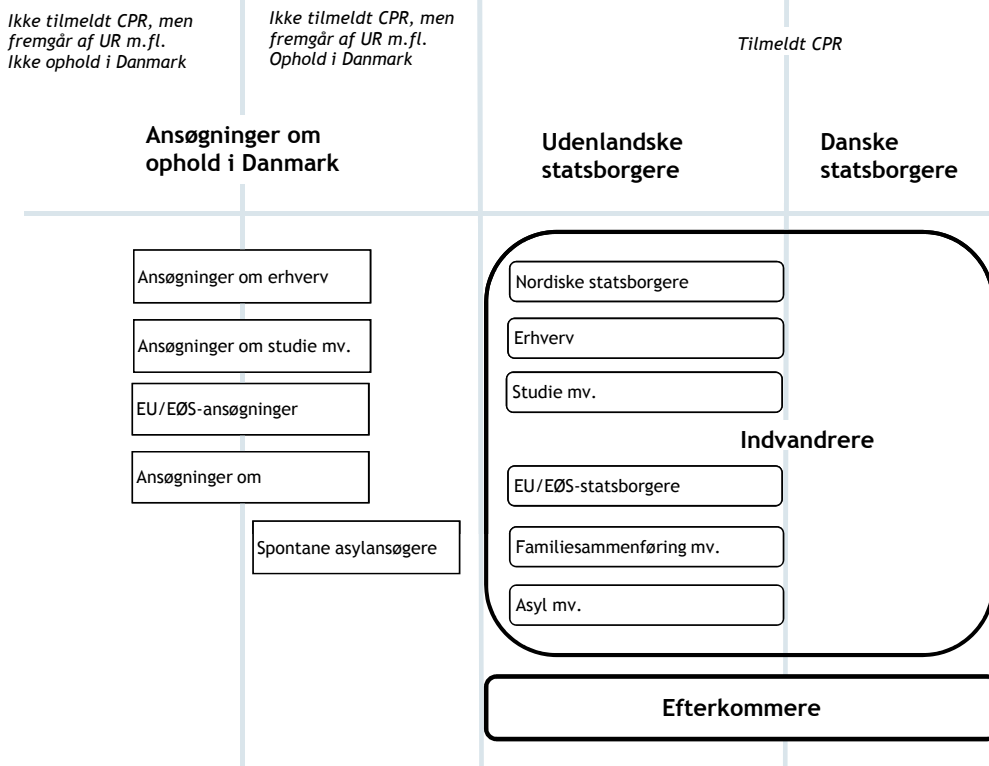 Ikke tilmeldt CPR, men
fremgår af UR m.fl.
Ikke ophold i Danmark
Ikke tilmeldt CPR, men
fremgår af UR m.fl.
Ophold i Danmark
Tilmeldt CPR
Ansøgninger om
ophold i Danmark
Udenlandske
statsborgere
Danske
statsborgere
Ansøgninger om erhverv
Ansøgninger om studie mv.
EU/EØS-ansøgninger
Ansøgninger om
Spontane asylansøgere
Nordiske statsborgere
Erhverv
Studie mv.
Indvandrere
EU/EØS-statsborgere
Familiesammenføring mv.
Asyl mv.
Efterkommere